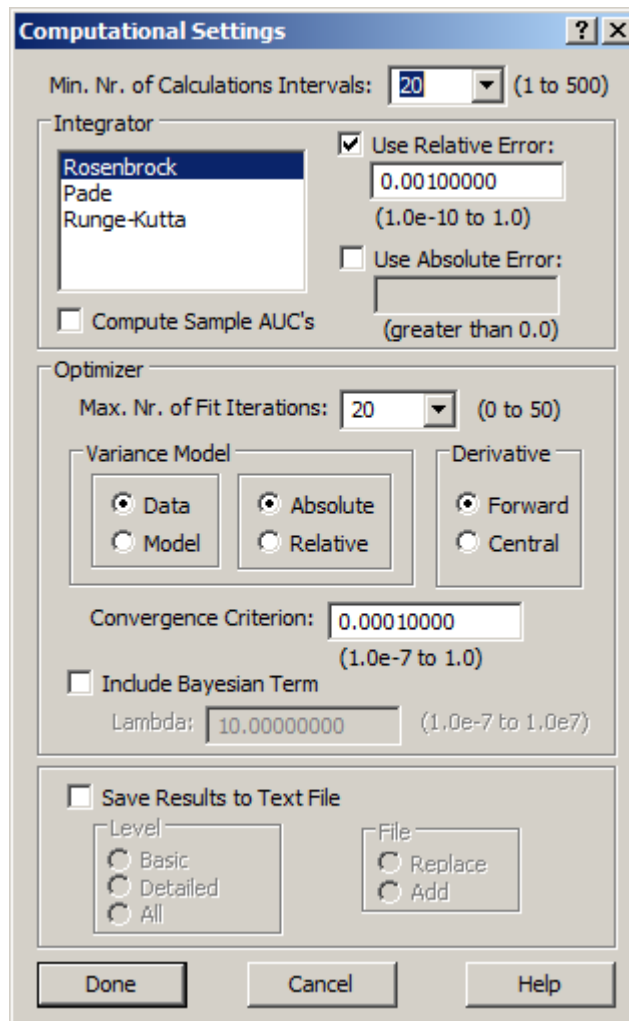 Computational Settings
Min. Nr. of Calculations Intervals: 20 (1 to 500)
Integrator
Rosenbrock
Pade
Runge-Kutta
Use Relative Error:
0.00100000
(1.0e-10 to 1.0)
Use Absolute Error:
(greater than 0.0)
Compute Sample AUC's
Optimizer
Max. Nr. of Fit Iterations: 20 (0 to 50)
Variance Model
Data
Model
Absolute
Relative
Derivative
Forward
Central
Convergence Criterion: 0.00010000
(1.0e-7 to 1.0)
Include Bayesian Term
Lambda: 10.00000000 (1.0e-7 to 1.0e7)
Save Results to Text File
Level
Basic
Detailed
All
File
Replace
Add
Done Cancel Help